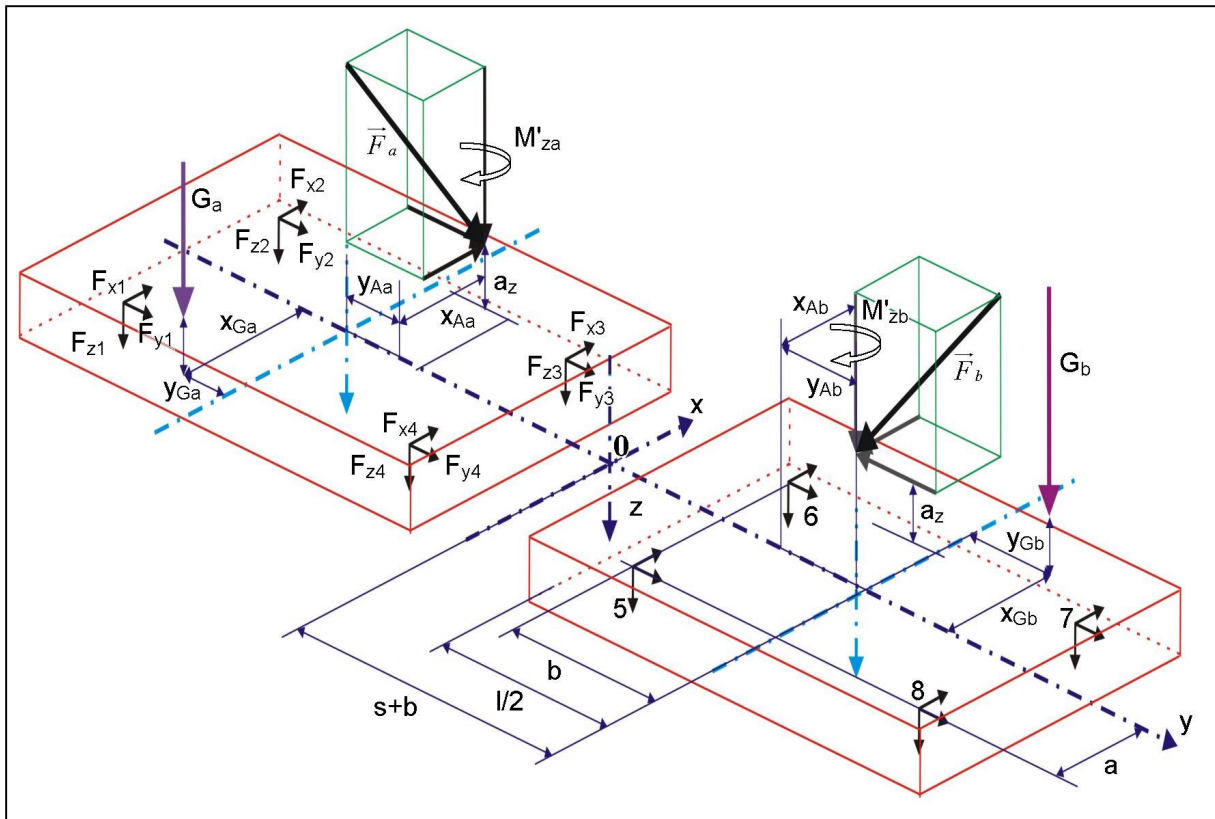 F⃗a
M'za
Ga
Fx2
Fz2
Fy2
Fx1
Fz1
Fy1
xGa
yGa
yAa
xAa
az
Fx3
Fz3
Fy3
Fx4
Fz4
Fy4
x
0
z
xAb
M'zb
yAb
F⃗b
Gb
6
az
yGb
xGb
5
7
8
b
l/2
s+b
y
a